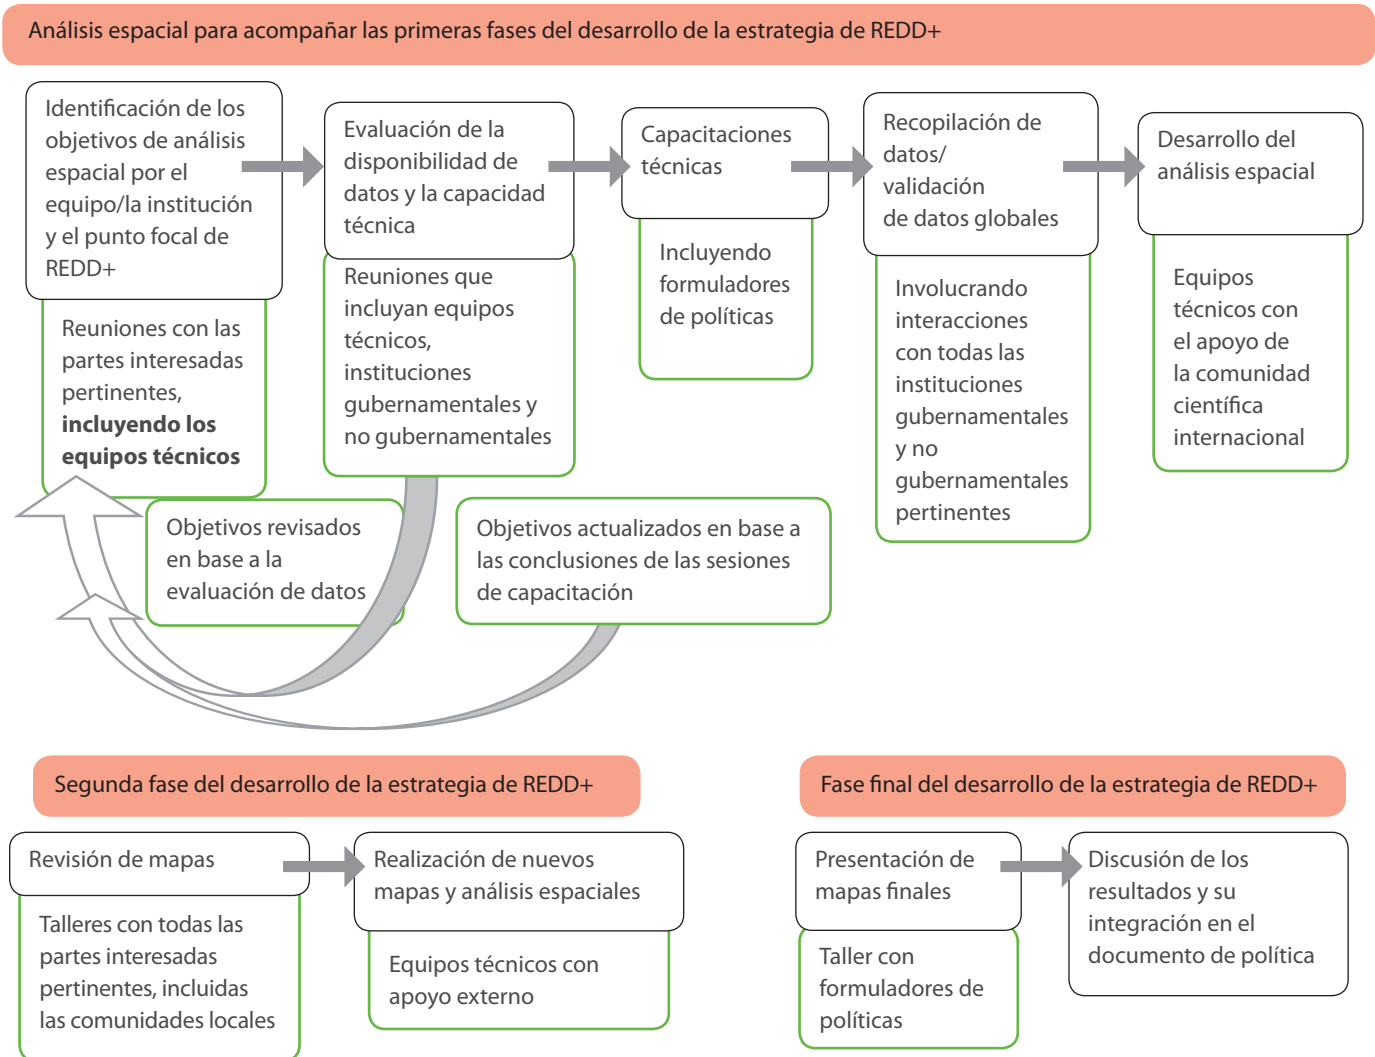 Análisis espacial para acompañar las primeras fases del desarrollo de la estrategia de REDD+
Identificación de los
objetivos de análisis
espacial por el
equipo/la institución
y el punto focal de
REDD+
Reuniones con las
partes interesadas
pertinentes,
incluyendo los
equipos técnicos
Evaluación de la
disponibilidad de
datos y la capacidad
técnica
Reuniones que
incluyan equipos
técnicos,
instituciones
gubernamentales y
no gubernamentales
Capacitaciones
técnicas
Incluyendo
formuladores
de políticas
Recopilación de
datos/
validación
de datos globales
Involucrando
interacciones
con todas las
instituciones
gubernamentales
y no
gubernamentales
pertinentes
Desarrollo del
análisis espacial
Equipos
técnicos con
el apoyo de
la comunidad
científica
internacional
Objetivos revisados
en base a la
evaluación de datos
Objetivos actualizados en base a
las conclusiones de las sesiones
de capacitación
Segunda fase del desarrollo de la estrategia de REDD+
Revisión de mapas
Talleres con todas las
partes interesadas
pertinentes, incluidas
las comunidades locales
Realización de nuevos
mapas y análisis espaciales
Equipos técnicos con
apoyo externo
Fase final del desarrollo de la estrategia de REDD+
Presentación de
mapas finales
Taller con
formuladores de
políticas
Discusión de los
resultados y su
integración en el
documento de política